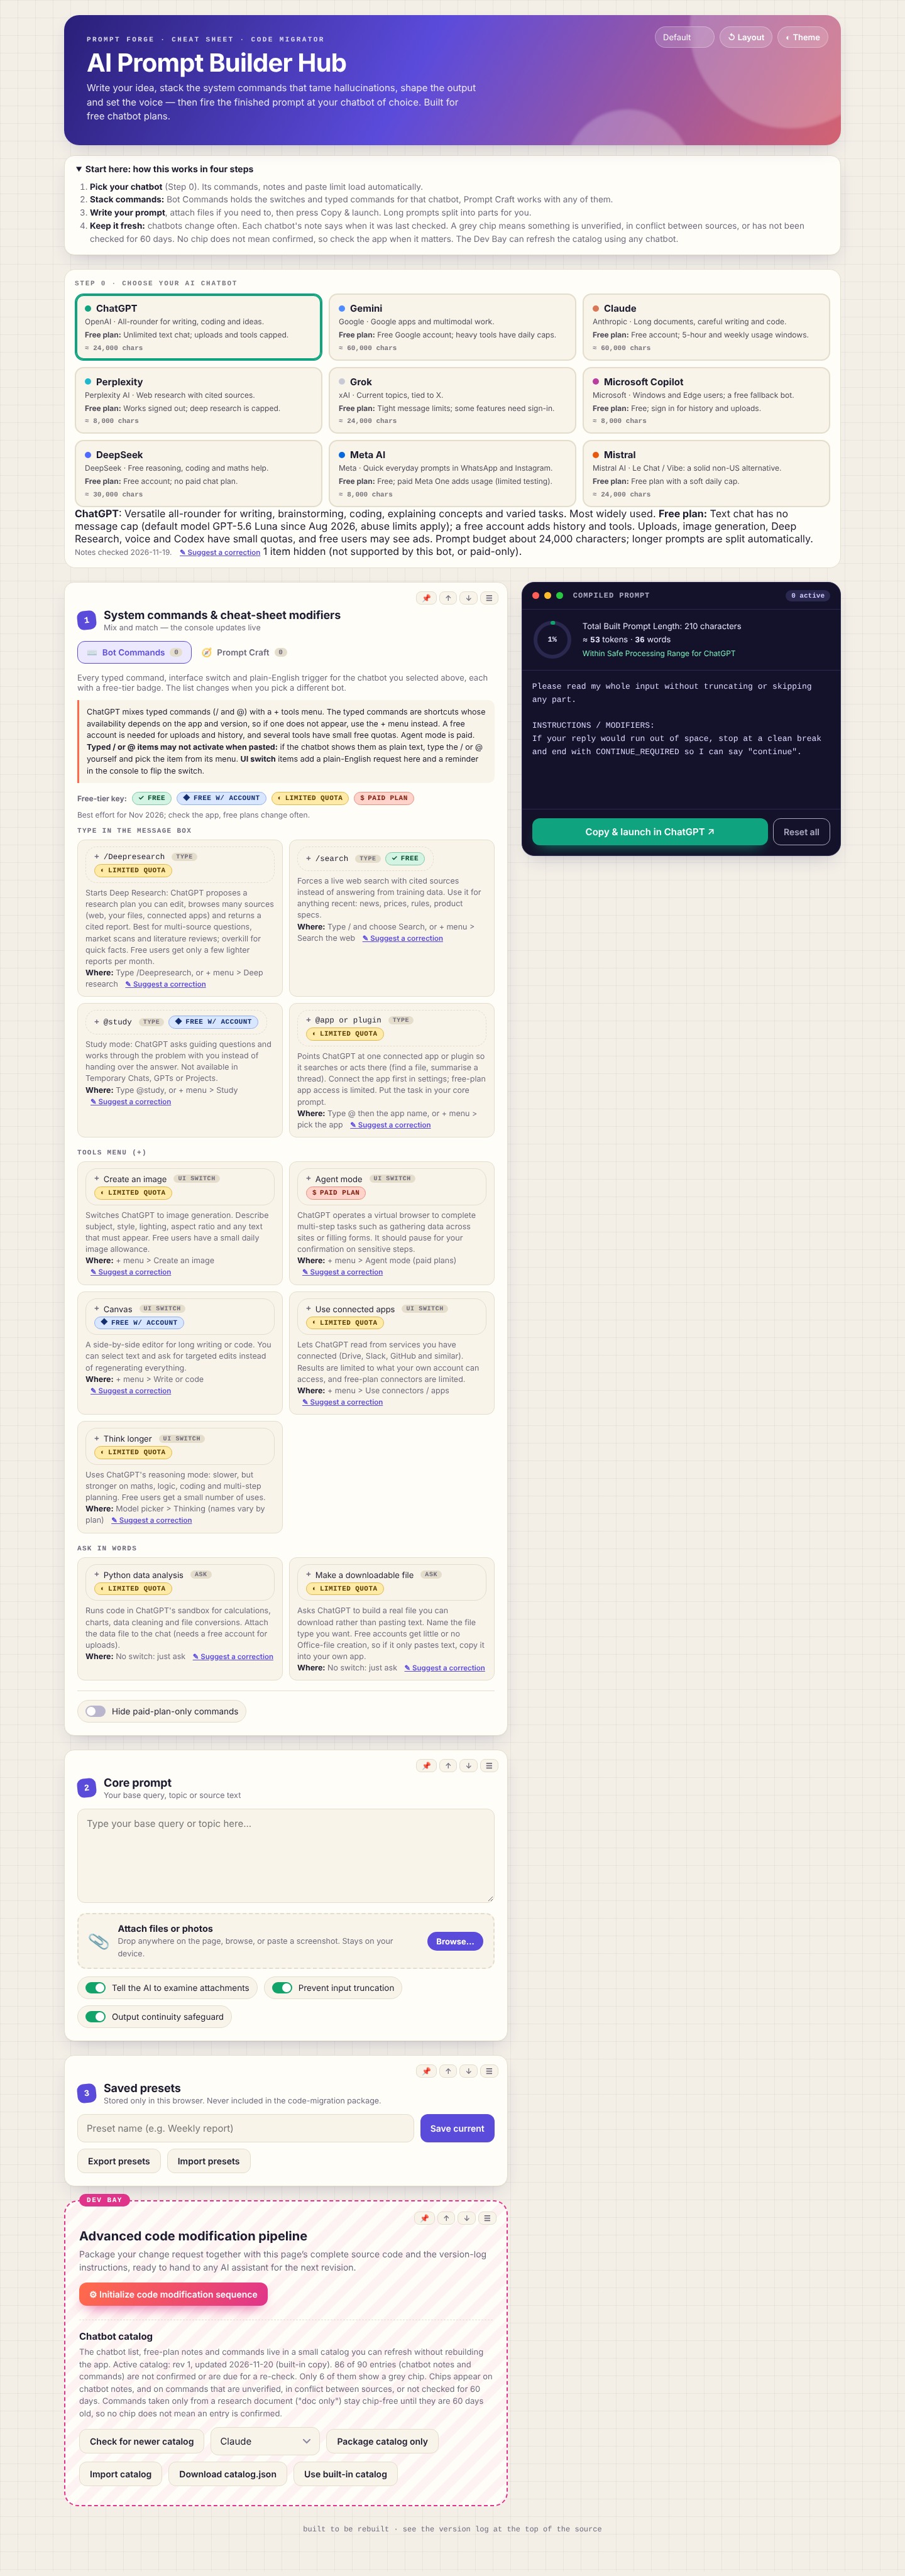 PROMPT FORGE · CHEAT SHEET · CODE MIGRATOR
AI Prompt Builder Hub
Write your idea, stack the system commands that tame hallucinations, shape the output
and set the voice — then fire the finished prompt at your chatbot of choice. Built for
free chatbot plans.
Default
↺ Layout
◐ Theme
▼ Start here: how this works in four steps
1. Pick your chatbot (Step 0). Its commands, notes and paste limit load automatically.
2. Stack commands: Bot Commands holds the switches and typed commands for that chatbot, Prompt Craft works with any of them.
3. Write your prompt, attach files if you need to, then press Copy & launch. Long prompts split into parts for you.
4. Keep it fresh: chatbots change often. Each chatbot's note says when it was last checked. A grey chip means something is unverified, in conflict between sources, or has not been
checked for 60 days. No chip does not mean confirmed, so check the app when it matters. The Dev Bay can refresh the catalog using any chatbot.
STEP 0 · CHOOSE YOUR AI CHATBOT
ChatGPT
OpenAI · All-rounder for writing, coding and ideas.
Free plan: Unlimited text chat; uploads and tools capped.
≈ 24,000 chars
Gemini
Google · Google apps and multimodal work.
Free plan: Free Google account; heavy tools have daily caps.
≈ 60,000 chars
Claude
Anthropic · Long documents, careful writing and code.
Free plan: Free account; 5-hour and weekly usage windows.
≈ 60,000 chars
Perplexity
Perplexity AI · Web research with cited sources.
Free plan: Works signed out; deep research is capped.
≈ 8,000 chars
Grok
xAI · Current topics, tied to X.
Free plan: Tight message limits; some features need sign-in.
≈ 24,000 chars
Microsoft Copilot
Microsoft · Windows and Edge users; a free fallback bot.
Free plan: Free; sign in for history and uploads.
≈ 8,000 chars
DeepSeek
DeepSeek · Free reasoning, coding and maths help.
Free plan: Free account; no paid chat plan.
≈ 30,000 chars
Meta AI
Meta · Quick everyday prompts in WhatsApp and Instagram.
Free plan: Free; paid Meta One adds usage (limited testing).
≈ 8,000 chars
Mistral
Mistral AI · Le Chat / Vibe: a solid non-US alternative.
Free plan: Free plan with a soft daily cap.
≈ 24,000 chars
ChatGPT: Versatile all-rounder for writing, brainstorming, coding, explaining concepts and varied tasks. Most widely used. Free plan: Text chat has no
message cap (default model GPT-5.6 Luna since Aug 2026, abuse limits apply); a free account adds history and tools. Uploads, image generation, Deep
Research, voice and Codex have small quotas, and free users may see ads. Prompt budget about 24,000 characters; longer prompts are split automatically.
Notes checked 2026-11-19. ✎ Suggest a correction 1 item hidden (not supported by this bot, or paid-only).
1
System commands & cheat-sheet modifiers
Mix and match — the console updates live
Bot Commands 0
Prompt Craft 0
Every typed command, interface switch and plain-English trigger for the chatbot you selected above, each
with a free-tier badge. The list changes when you pick a different bot.
ChatGPT mixes typed commands (/ and @) with a + tools menu. The typed commands are shortcuts whose
availability depends on the app and version, so if one does not appear, use the + menu instead. A free
account is needed for uploads and history, and several tools have small free quotas. Agent mode is paid.
Typed / or @ items may not activate when pasted: if the chatbot shows them as plain text, type the / or @
yourself and pick the item from its menu. UI switch items add a plain-English request here and a reminder
in the console to flip the switch.
Free-tier key: ✓ FREE ◆ FREE W/ ACCOUNT ◐ LIMITED QUOTA $ PAID PLAN
Best effort for Nov 2026; check the app, free plans change often.
TYPE IN THE MESSAGE BOX
+ /Deepresearch TYPE
◐ LIMITED QUOTA
Starts Deep Research: ChatGPT proposes a
research plan you can edit, browses many sources
(web, your files, connected apps) and returns a
cited report. Best for multi-source questions,
market scans and literature reviews; overkill for
quick facts. Free users get only a few lighter
reports per month.
Where: Type /Deepresearch, or + menu > Deep
research ✎ Suggest a correction
+ /search TYPE ✓ FREE
Forces a live web search with cited sources
instead of answering from training data. Use it for
anything recent: news, prices, rules, product
specs.
Where: Type / and choose Search, or + menu >
Search the web ✎ Suggest a correction
+ @study TYPE ◆ FREE W/ ACCOUNT
Study mode: ChatGPT asks guiding questions and
works through the problem with you instead of
handing over the answer. Not available in
Temporary Chats, GPTs or Projects.
Where: Type @study, or + menu > Study
✎ Suggest a correction
+ @app or plugin TYPE
◐ LIMITED QUOTA
Points ChatGPT at one connected app or plugin so
it searches or acts there (find a file, summarise a
thread). Connect the app first in settings; free-plan
app access is limited. Put the task in your core
prompt.
Where: Type @ then the app name, or + menu >
pick the app ✎ Suggest a correction
TOOLS MENU (+)
+ Create an image UI SWITCH
◐ LIMITED QUOTA
Switches ChatGPT to image generation. Describe
subject, style, lighting, aspect ratio and any text
that must appear. Free users have a small daily
image allowance.
Where: + menu > Create an image
✎ Suggest a correction
+ Agent mode UI SWITCH
$ PAID PLAN
ChatGPT operates a virtual browser to complete
multi-step tasks such as gathering data across
sites or filling forms. It should pause for your
confirmation on sensitive steps.
Where: + menu > Agent mode (paid plans)
✎ Suggest a correction
+ Canvas UI SWITCH
◆ FREE W/ ACCOUNT
A side-by-side editor for long writing or code. You
can select text and ask for targeted edits instead
of regenerating everything.
Where: + menu > Write or code
✎ Suggest a correction
+ Use connected apps UI SWITCH
◐ LIMITED QUOTA
Lets ChatGPT read from services you have
connected (Drive, Slack, GitHub and similar).
Results are limited to what your own account can
access, and free-plan connectors are limited.
Where: + menu > Use connectors / apps
✎ Suggest a correction
+ Think longer UI SWITCH
◐ LIMITED QUOTA
Uses ChatGPT's reasoning mode: slower, but
stronger on maths, logic, coding and multi-step
planning. Free users get a small number of uses.
Where: Model picker > Thinking (names vary by
plan) ✎ Suggest a correction
ASK IN WORDS
+ Python data analysis ASK
◐ LIMITED QUOTA
Runs code in ChatGPT's sandbox for calculations,
charts, data cleaning and file conversions. Attach
the data file to the chat (needs a free account for
uploads).
Where: No switch: just ask ✎ Suggest a correction
+ Make a downloadable file ASK
◐ LIMITED QUOTA
Asks ChatGPT to build a real file you can
download rather than pasting text. Name the file
type you want. Free accounts get little or no
Office-file creation, so if it only pastes text, copy it
into your own app.
Where: No switch: just ask ✎ Suggest a correction
Hide paid-plan-only commands
COMPILED PROMPT
0 active
1%
Total Built Prompt Length: 210 characters
≈ 53 tokens · 36 words
Within Safe Processing Range for ChatGPT
Please read my whole input without truncating or skipping
any part.
INSTRUCTIONS / MODIFIERS:
If your reply would run out of space, stop at a clean break
and end with CONTINUE_REQUIRED so I can say "continue".
Copy & launch in ChatGPT ↗
Reset all
2
Core prompt
Your base query, topic or source text
Type your base query or topic here...
Attach files or photos
Drop anywhere on the page, browse, or paste a screenshot. Stays on your
device.
Browse...
Tell the AI to examine attachments
Prevent input truncation
Output continuity safeguard
3
Saved presets
Stored only in this browser. Never included in the code-migration package.
Preset name (e.g. Weekly report)
Save current
Export presets
Import presets
DEV BAY
Advanced code modification pipeline
Package your change request together with this page's complete source code and the version-log
instructions, ready to hand to any AI assistant for the next revision.
⚙ Initialize code modification sequence
Chatbot catalog
The chatbot list, free-plan notes and commands live in a small catalog you can refresh without rebuilding
the app. Active catalog: rev 1, updated 2026-11-20 (built-in copy). 86 of 90 entries (chatbot notes and
commands) are not confirmed or are due for a re-check. Only 6 of them show a grey chip. Chips appear on
chatbot notes, and on commands that are unverified, in conflict between sources, or not checked for 60
days. Commands taken only from a research document ("doc only") stay chip-free until they are 60 days
old, so no chip does not mean an entry is confirmed.
Check for newer catalog
Claude
Package catalog only
Import catalog
Download catalog.json
Use built-in catalog
built to be rebuilt · see the version log at the top of the source